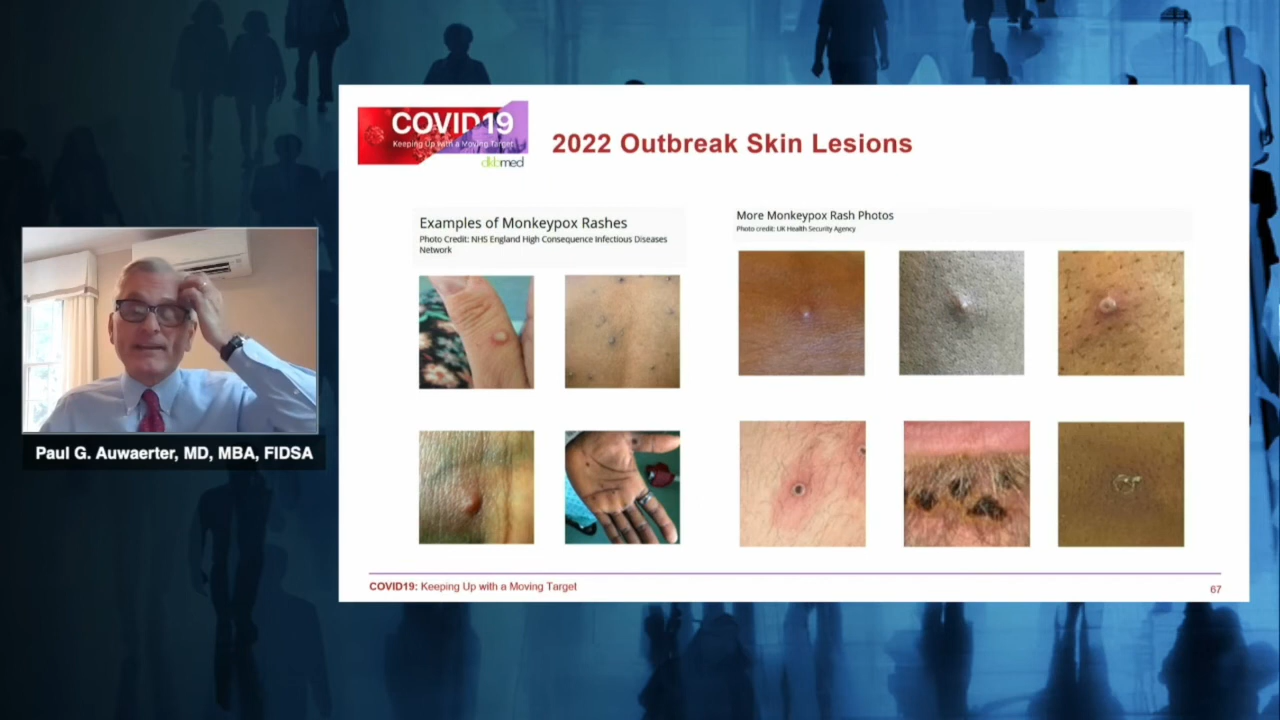 COVID19
Keeping Up with a Moving Target
dkbmed
2022 Outbreak Skin Lesions
Examples of Monkeypox Rashes
Photo Credit: NHS England High Consequence Infectious Diseases
Network
More Monkeypox Rash Photos
Photo credit: UK Health Security Agency
Paul G. Auwaerter, MD, MBA, FIDSA
COVID19: Keeping Up with a Moving Target
67